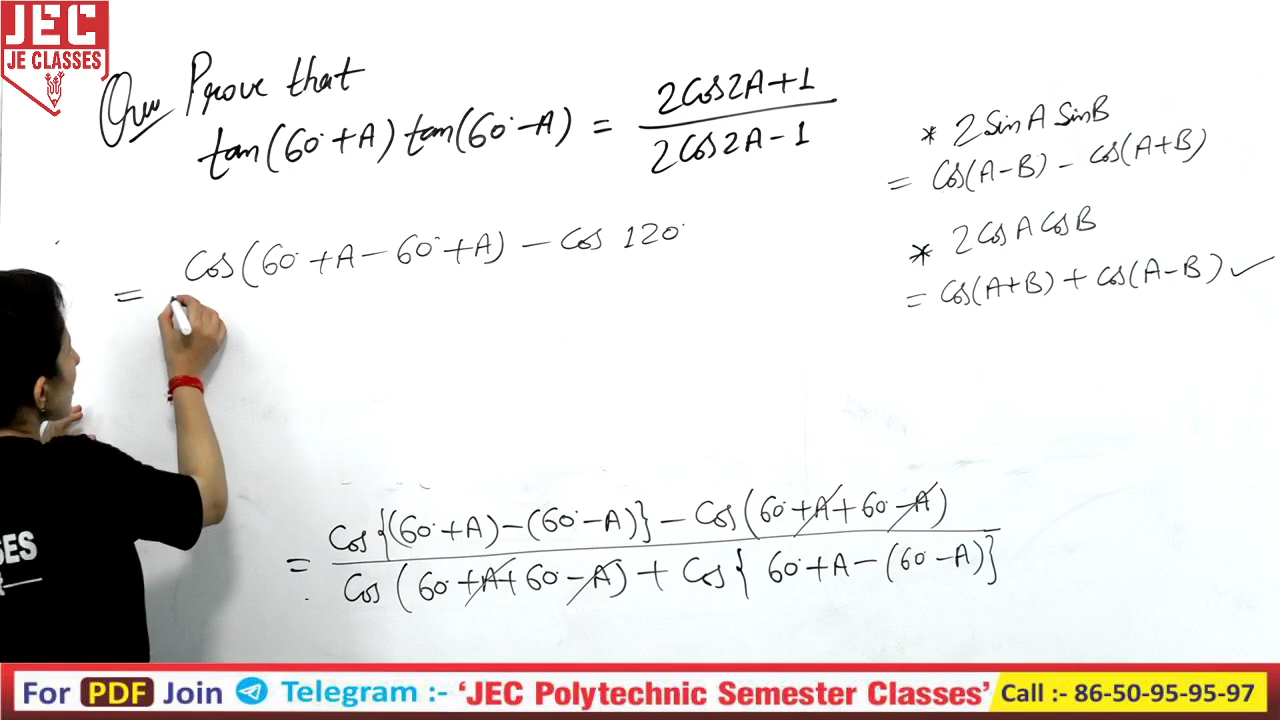 JEC
JE CLASSES
Que Prove that
tan(60°+A) tan(60°-A) = 2Cos2A+1 / 2Cos2A-1
* 2SinA SinB
= Cos(A-B) - Cos(A+B)
* 2CosA CosB
= Cos(A+B) + Cos(A-B) ✓
= Cos(60°+A-60°+A) - Cos 120°
= Cos{(60°+A)-(60°-A)} - Cos(60°+A+60°-A) / Cos(60°+A+60°-A) + Cos{60°+A-(60°-A)}
For PDF Join Telegram :- ‘JEC Polytechnic Semester Classes’ Call :- 86-50-95-95-97